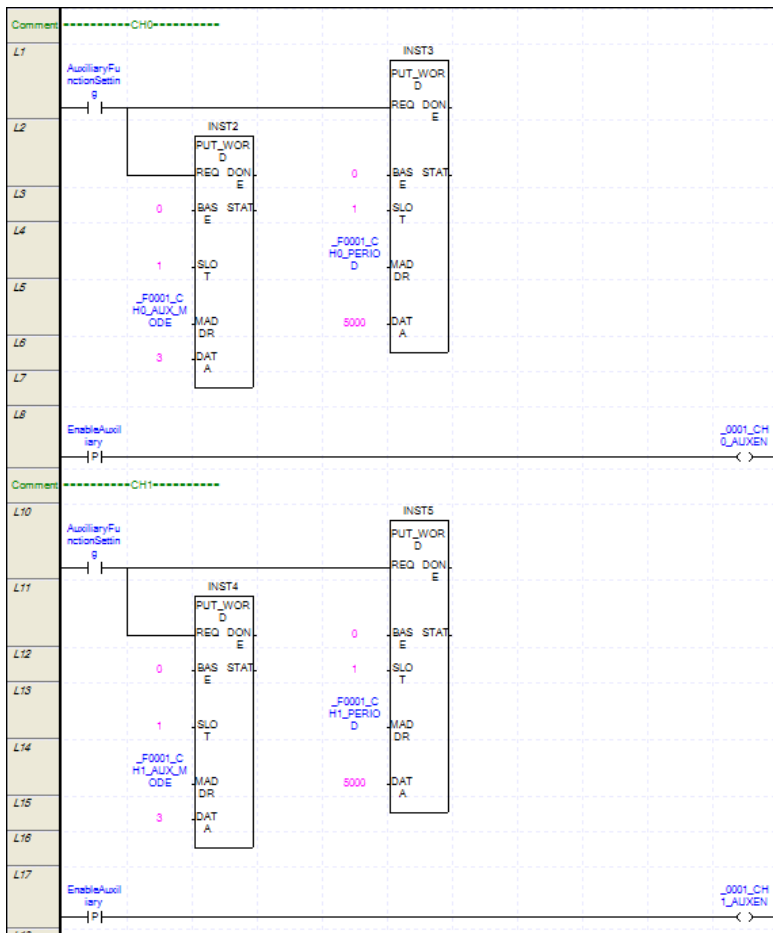 Comment ----------CH0----------
L1
INST3
AuxiliaryFu
nctionSettin
g
PUT_WOR
D
REQ DON
E
L2
INST2
PUT_WOR
D
REQ DON
E
0
BAS STAT
E
L3
0
BAS STAT
E
1
SLO
T
L4
1
SLO
T
_F0001_C
H0_PERIO
D
MAD
DR
L5
_F0001_C
H0_AUX_M
ODE
MAD
DR
5000
DAT
A
L6
3
DAT
A
L7
L8
EnableAuxil
iary
P
_0001_CH
0_AUXEN
Comment ----------CH1----------
L10
INST5
AuxiliaryFu
nctionSettin
g
PUT_WOR
D
REQ DON
E
L11
INST4
PUT_WOR
D
REQ DON
E
0
BAS STAT
E
L12
0
BAS STAT
E
1
SLO
T
L13
1
SLO
T
_F0001_C
H1_PERIO
D
MAD
DR
L14
_F0001_C
H1_AUX_M
ODE
MAD
DR
5000
DAT
A
L15
3
DAT
A
L16
L17
EnableAuxil
iary
P
_0001_CH
1_AUXEN